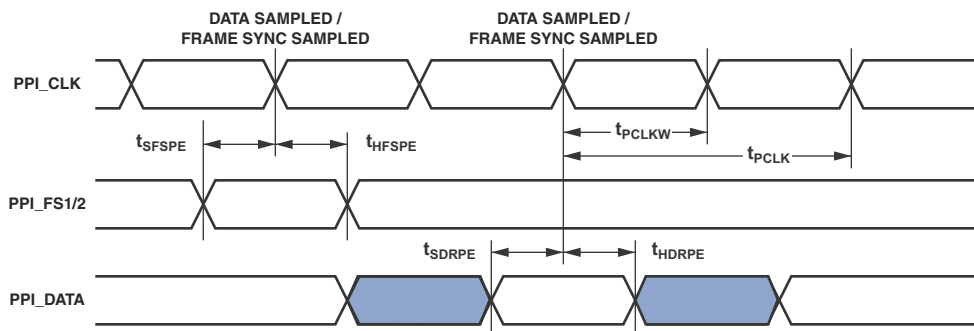 DATA SAMPLED /
FRAME SYNC SAMPLED
DATA SAMPLED /
FRAME SYNC SAMPLED
PPI_CLK
tSFSPE
tHFSPE
tPCLKW
tPCLK
PPI_FS1/2
tSDRPE
tHDRPE
PPI_DATA